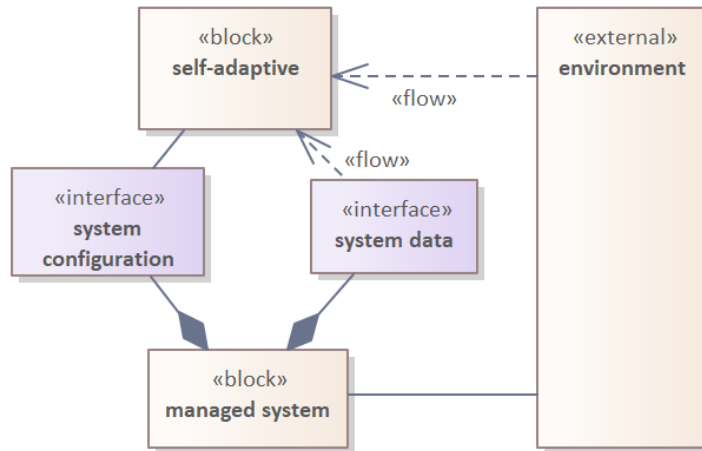 «block»
self-adaptive
«external»
environment
«flow»
«flow»
«interface»
system
configuration
«interface»
system data
«block»
managed system